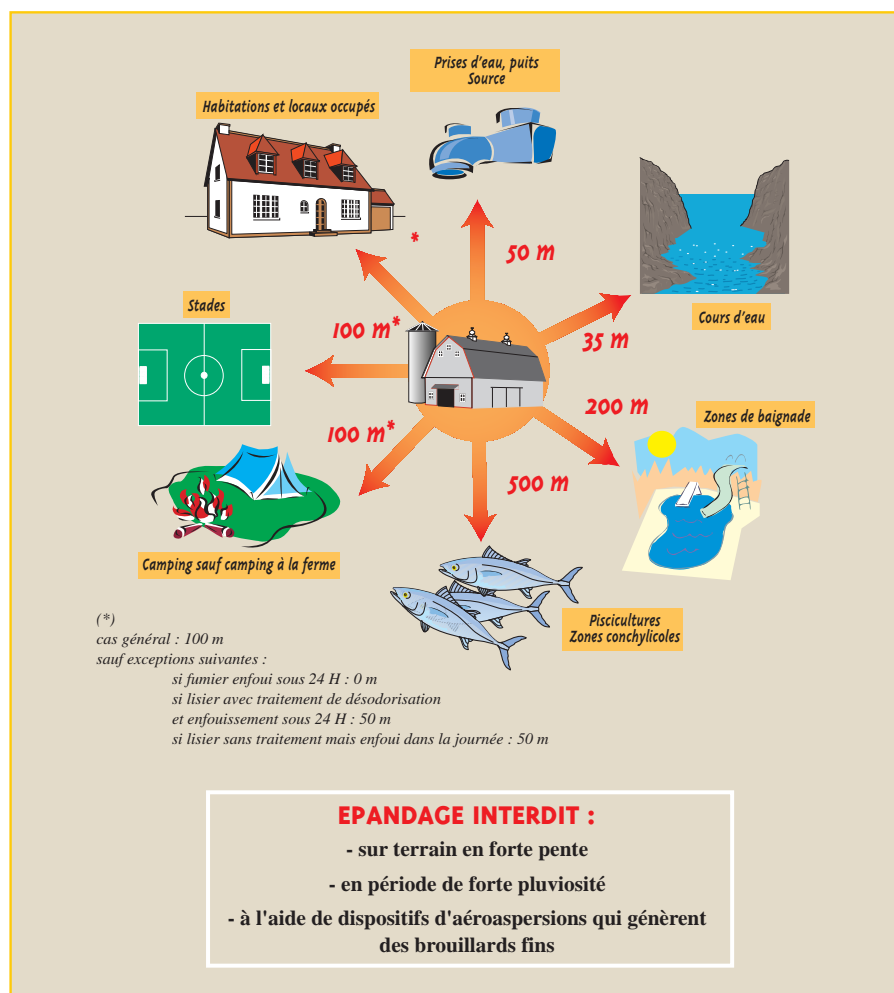 Prises d'eau, puits
Source
Habitations et locaux occupés
*
50 m
Cours d'eau
35 m
Stades
100 m*
200 m
Zones de baignade
100 m*
500 m
Camping sauf camping à la ferme
Piscicultures
Zones conchylicoles
(*)
cas général : 100 m
sauf exceptions suivantes :
si fumier enfoui sous 24 H : 0 m
si lisier avec traitement de désodorisation
et enfouissement sous 24 H : 50 m
si lisier sans traitement mais enfoui dans la journée : 50 m
EPANDAGE INTERDIT :
- sur terrain en forte pente
- en période de forte pluviosité
- à l'aide de dispositifs d'aéroaspersions qui génèrent
des brouillards fins